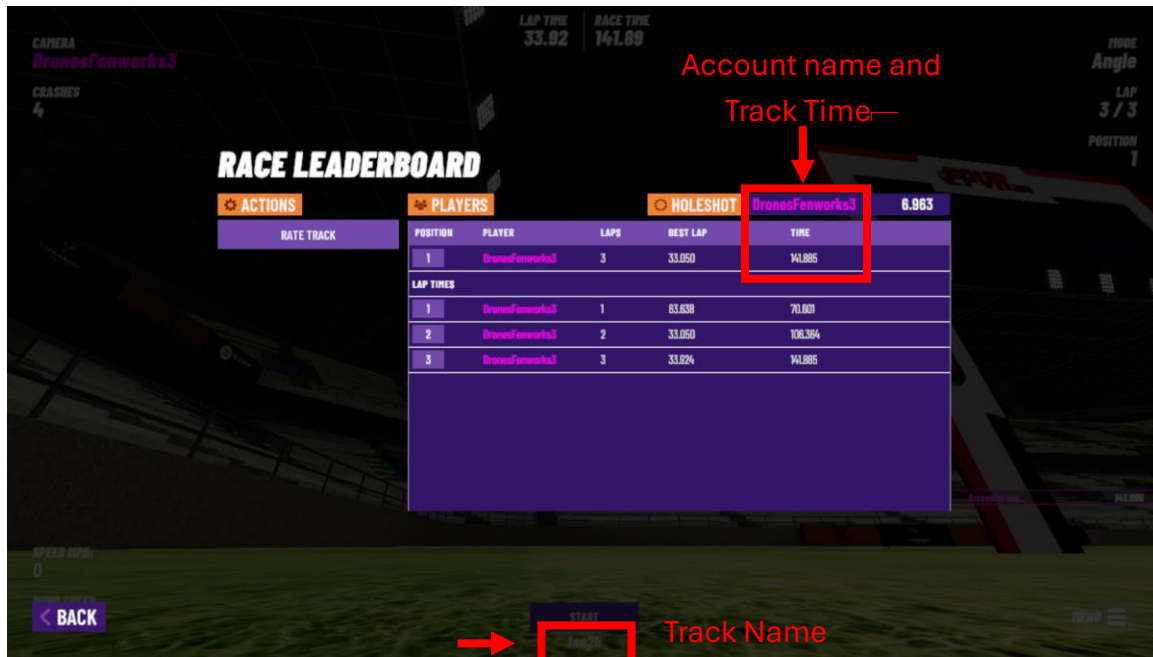 LAP TIME RACE TIME
33.92 141.89
CAMERA
DronesFenworks3
CRASHES
4
MODE
Angle
LAP
3 / 3
POSITION
1
Account name and
Track Time—
RACE LEADERBOARD
ACTIONS
RATE TRACK
PLAYERS HOLESHOT DronesFenworks3 6.963
POSITION PLAYER LAPS BEST LAP TIME
1 DronesFenworks3 3 33.050 141.885
LAP TIMES
1 DronesFenworks3 1 63.638 70.601
2 DronesFenworks3 2 33.050 106.364
3 DronesFenworks3 3 33.924 141.885
141.885
SPEED MPH:
0
BACK
START
MENU
Track Name